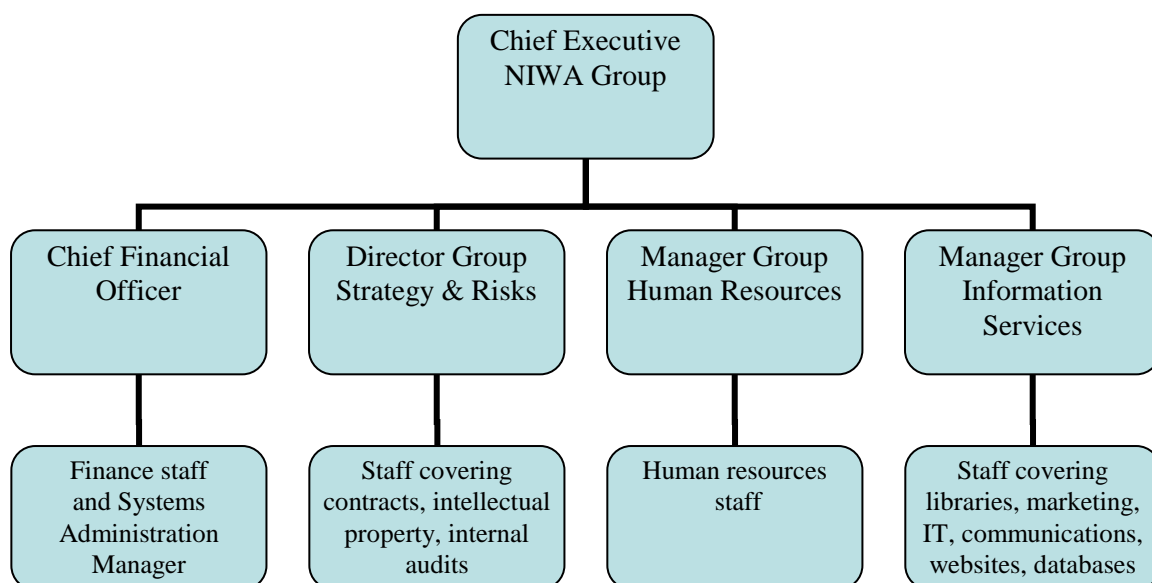 Chief Executive
NIWA Group
Chief Financial
Officer
Director Group
Strategy & Risks
Manager Group
Human Resources
Manager Group
Information
Services
Finance staff
and Systems
Administration
Manager
Staff covering
contracts, intellectual
property, internal
audits
Human resources
staff
Staff covering
libraries, marketing,
IT, communications,
websites, databases